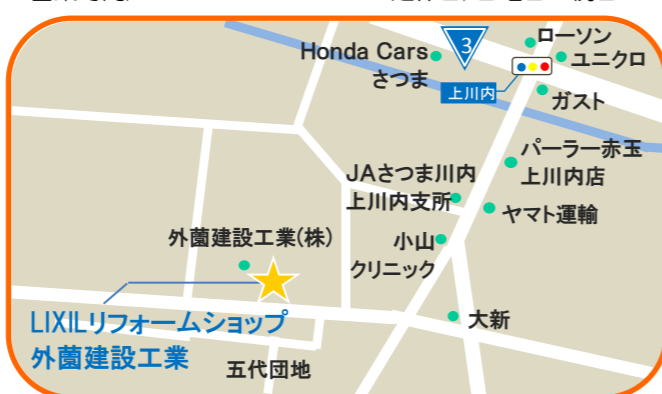 Honda Cars
さつま
3
上川内
ローソン
ユニクロ
ガスト
パーラー赤玉
上川内店
JAさつま川内
上川内支所
ヤマト運輸
小山
クリニック
外薗建設工業(株)
LIXILリフォームショップ
外薗建設工業
大新
五代団地